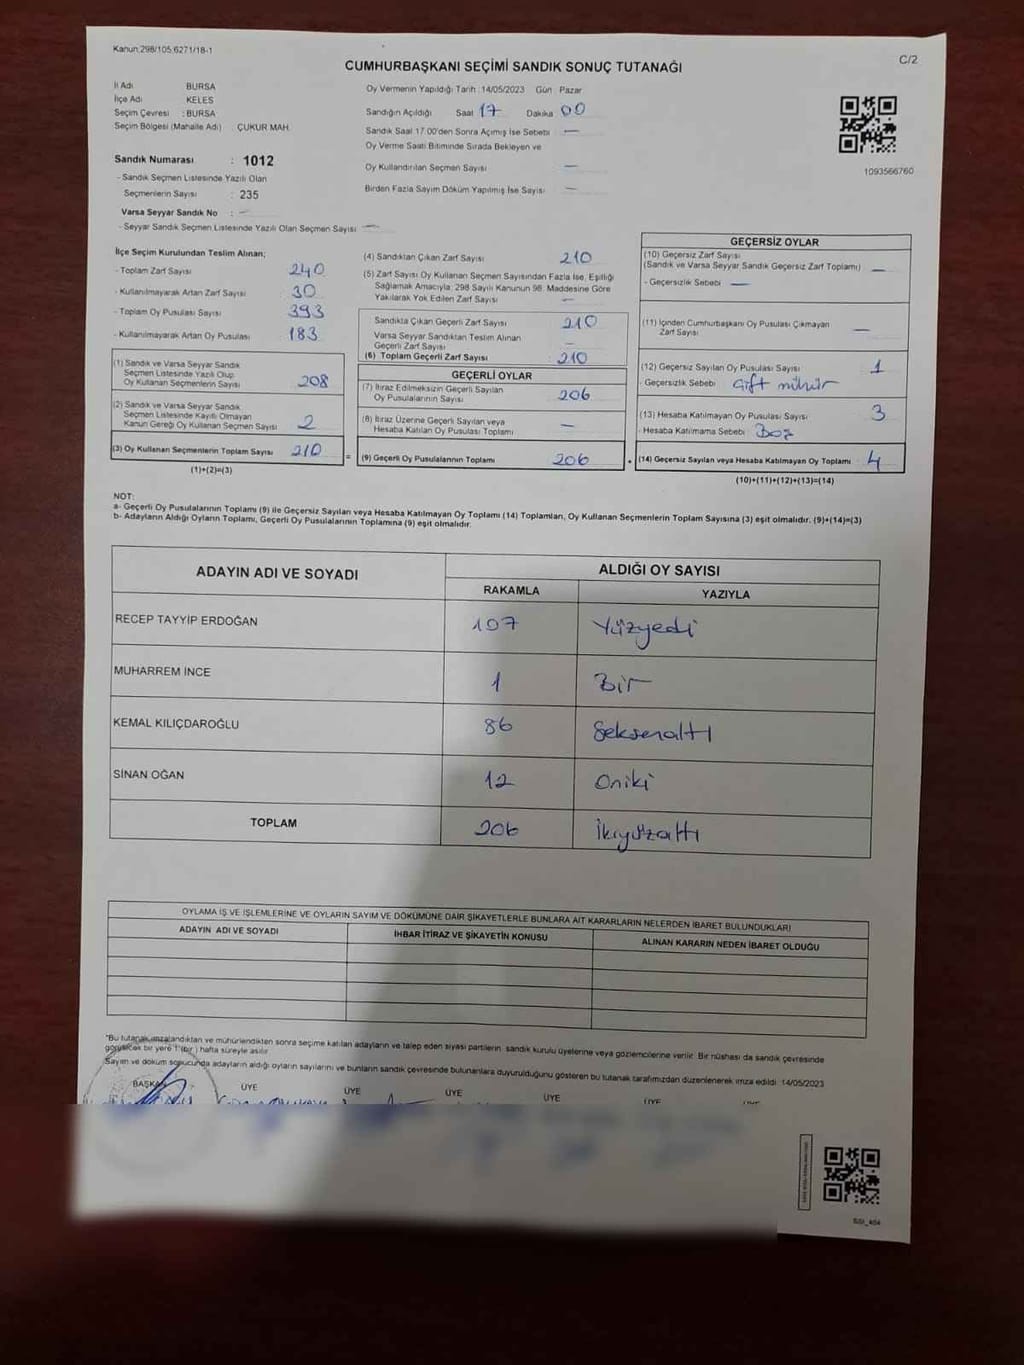 Kanun:298/105,6271/18-1
C/2
CUMHURBAŞKANI SEÇİMİ SANDIK SONUÇ TUTANAĞI
İl Adı BURSA
İlçe Adı KELES
Seçim Çevresi : BURSA
Seçim Bölgesi (Mahalle Adı) : ÇUKUR MAH.
Sandık Numarası : 1012
- Sandık Seçmen Listesinde Yazılı Olan
Seçmenlerin Sayısı : 235
Varsa Seyyar Sandık No : —
- Seyyar Sandık Seçmen Listesinde Yazılı Olan Seçmen Sayısı : —
Oy Vermenin Yapıldığı Tarih :14/05/2023 Gün : Pazar
Sandığın Açıldığı Saat 17 Dakika 00
Sandık Saat 17.00'den Sonra Açılmış İse Sebebi : —
Oy Verme Saati Bitiminde Sırada Bekleyen ve
Oy Kullandırılan Seçmen Sayısı : —
Birden Fazla Sayım Döküm Yapılmış İse Sayısı : —
1093566760
İlçe Seçim Kurulundan Teslim Alınan;
- Toplam Zarf Sayısı : 240
- Kullanılmayarak Artan Zarf Sayısı : 30
- Toplam Oy Pusulası Sayısı : 393
- Kullanılmayarak Artan Oy Pusulası : 183
(1) Sandık ve Varsa Seyyar Sandık
Seçmen Listesinde Yazılı Olup
Oy Kullanan Seçmenlerin Sayısı : 208
(2) Sandık ve Varsa Seyyar Sandık
Seçmen Listesinde Kayıtlı Olmayan
Kanun Gereği Oy Kullanan Seçmen Sayısı : 2
(3) Oy Kullanan Seçmenlerin Toplam Sayısı : 210
(1)+(2)=(3)
(4) Sandıktan Çıkan Zarf Sayısı : 210
(5) Zarf Sayısı Oy Kullanan Seçmen Sayısından Fazla İse, Eşitliği
Sağlamak Amacıyla; 298 Sayılı Kanunun 98. Maddesine Göre
Yakılarak Yok Edilen Zarf Sayısı : —
Sandıkta Çıkan Geçerli Zarf Sayısı : 210
Varsa Seyyar Sandıktan Teslim Alınan
Geçerli Zarf Sayısı : —
(6) Toplam Geçerli Zarf Sayısı : 210
GEÇERLİ OYLAR
(7) İtiraz Edilmeksizin Geçerli Sayılan
Oy Pusulalarının Sayısı : 206
(8) İtiraz Üzerine Geçerli Sayılan veya
Hesaba Katılan Oy Pusulası Toplamı : —
= (9) Geçerli Oy Pusulalarının Toplamı : 206
GEÇERSİZ OYLAR
(10) Geçersiz Zarf Sayısı
(Sandık ve Varsa Seyyar Sandık Geçersiz Zarf Toplamı) : —
- Geçersizlik Sebebi : —
(11) İçinden Cumhurbaşkanı Oy Pusulası Çıkmayan
Zarf Sayısı : —
(12) Geçersiz Sayılan Oy Pusulası Sayısı : 1
- Geçersizlik Sebebi : Çift mühür
(13) Hesaba Katılmayan Oy Pusulası Sayısı : 3
- Hesaba Katılmama Sebebi : Boş
+ (14) Geçersiz Sayılan veya Hesaba Katılmayan Oy Toplamı : 4
(10)+(11)+(12)+(13)=(14)
NOT:
a- Geçerli Oy Pusulalarının Toplamı (9) ile Geçersiz Sayılan veya Hesaba Katılmayan Oy Toplamı (14) Toplamları, Oy Kullanan Seçmenlerin Toplam Sayısına (3) eşit olmalıdır. (9)+(14)=(3)
b- Adayların Aldığı Oyların Toplamı, Geçerli Oy Pusulalarının Toplamına (9) eşit olmalıdır.
ADAYIN ADI VE SOYADI ALDIĞI OY SAYISI
RAKAMLA YAZIYLA
RECEP TAYYİP ERDOĞAN 107 Yüzyedi
MUHARREM İNCE 1 Bir
KEMAL KILIÇDAROĞLU 86 Seksenaltı
SİNAN OĞAN 12 Oniki
TOPLAM 206 İkiyüzaltı
OYLAMA İŞ VE İŞLEMLERİNE VE OYLARIN SAYIM VE DÖKÜMÜNE DAİR ŞİKAYETLERLE BUNLARA AİT KARARLARIN NELERDEN İBARET BULUNDUKLARI
ADAYIN ADI VE SOYADI İHBAR İTİRAZ VE ŞİKAYETİN KONUSU ALINAN KARARIN NEDEN İBARET OLDUĞU
"Bu tutanak imzalandıktan ve mühürlendikten sonra seçime katılan adayların ve talep eden siyasi partilerin, sandık kurulu üyelerine veya gözlemcilerine verilir. Bir nüshası da sandık çevresinde
görülecek bir yere 1 (bir) hafta süreyle asılır.
Sayım ve döküm sonucunda adayların aldığı oyların sayılarını ve bunların sandık çevresinde bulunanlara duyurulduğunu gösteren bu tutanak tarafımızdan düzenlenerek imza edildi. 14/05/2023
BAŞKAN ÜYE ÜYE ÜYE ÜYE ÜYE ÜYE